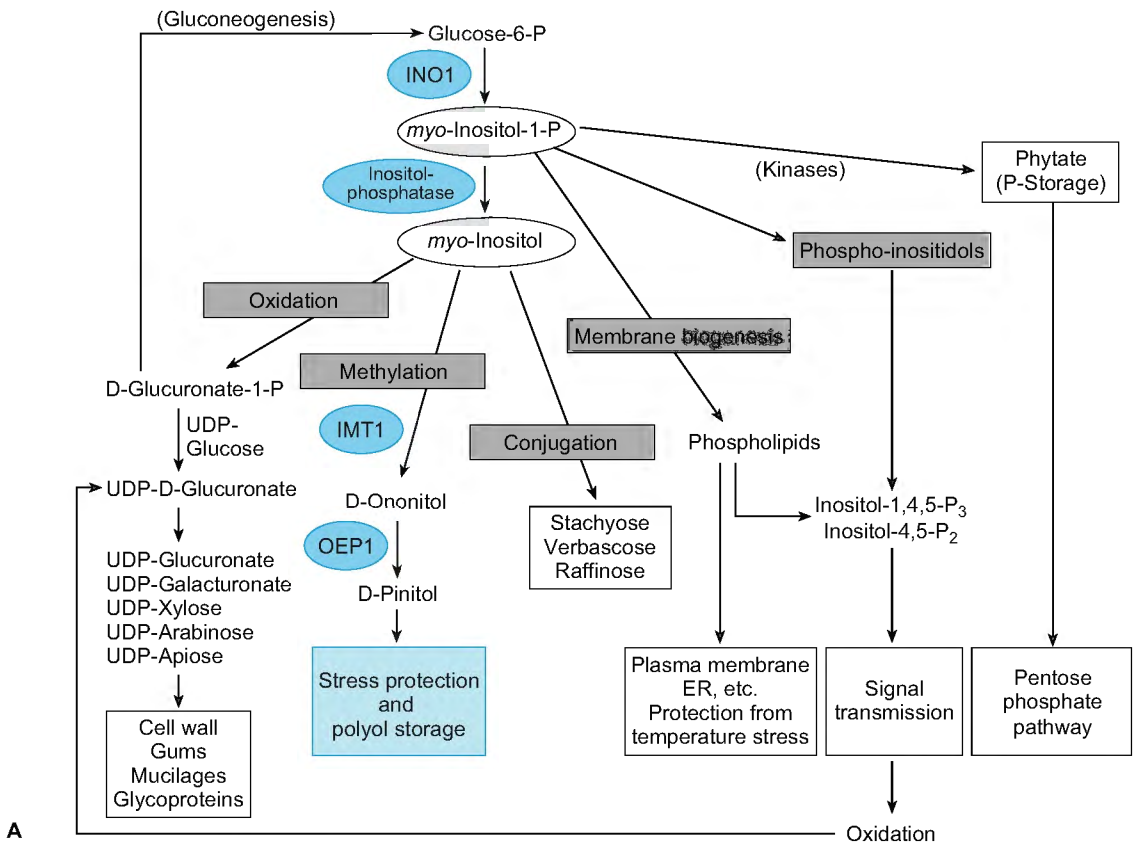 (Gluconeogenesis)
Glucose-6-P
INO1
myo-Inositol-1-P
(Kinases)
Phytate
(P-Storage)
Inositol-
phosphatase
myo-Inositol
Phospho-inositidols
Oxidation
Membrane biogenesis
Methylation
D-Glucuronate-1-P
UDP-
Glucose
IMT1
Conjugation
Phospholipids
UDP-D-Glucuronate
D-Ononitol
Inositol-1,4,5-P3
Inositol-4,5-P2
Stachyose
Verbascose
Raffinose
OEP1
D-Pinitol
UDP-Glucuronate
UDP-Galacturonate
UDP-Xylose
UDP-Arabinose
UDP-Apiose
Stress protection
and
polyol storage
Plasma membrane
ER, etc.
Protection from
temperature stress
Signal
transmission
Pentose
phosphate
pathway
Cell wall
Gums
Mucilages
Glycoproteins
A
Oxidation